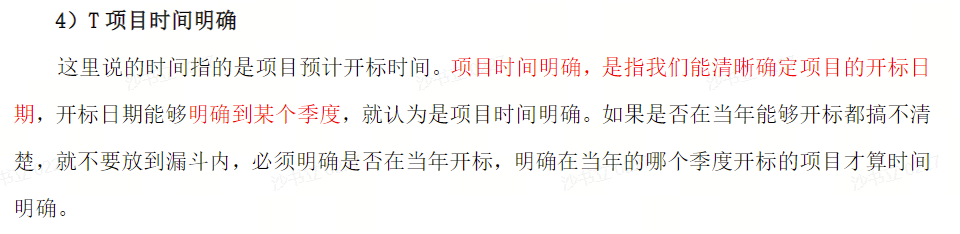 4）T 项目时间明确
这里说的时间指的是项目预计开标时间。项目时间明确，是指我们能清晰确定项目的开标日
期，开标日期能够明确到某个季度，就认为是项目时间明确。如果是否在当年能够开标都搞不清
楚，就不要放到漏斗内，必须明确是否在当年开标，明确在当年的哪个季度开标的项目才算时间
明确。